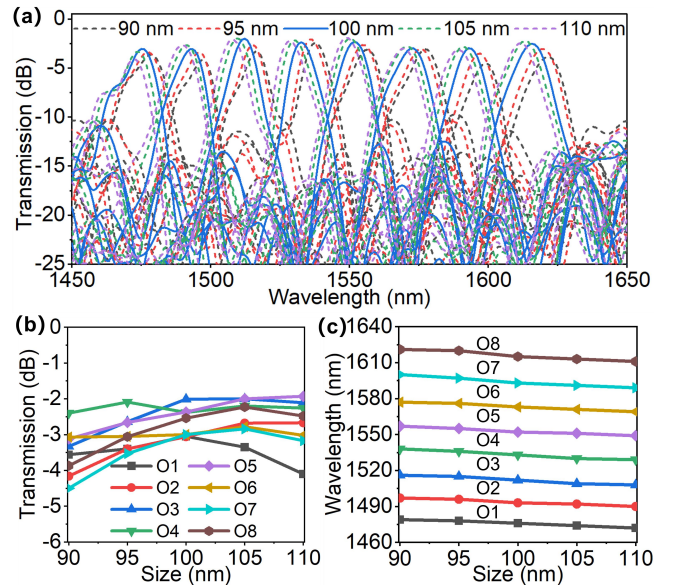 (a)
0
-5
-10
-15
-20
-25
Transmission (dB)
90 nm 95 nm 100 nm 105 nm 110 nm
1450 1500 1550 1600 1650
Wavelength (nm)
(b)
0
-1
-2
-3
-4
-5
-6
Transmission (dB)
O1 O5
O2 O6
O3 O7
O4 O8
90 95 100 105 110
Size (nm)
(c)
1640
1610
1580
1550
1520
1490
1460
Wavelength (nm)
O8
O7
O6
O5
O4
O3
O2
O1
90 95 100 105 110
Size (nm)